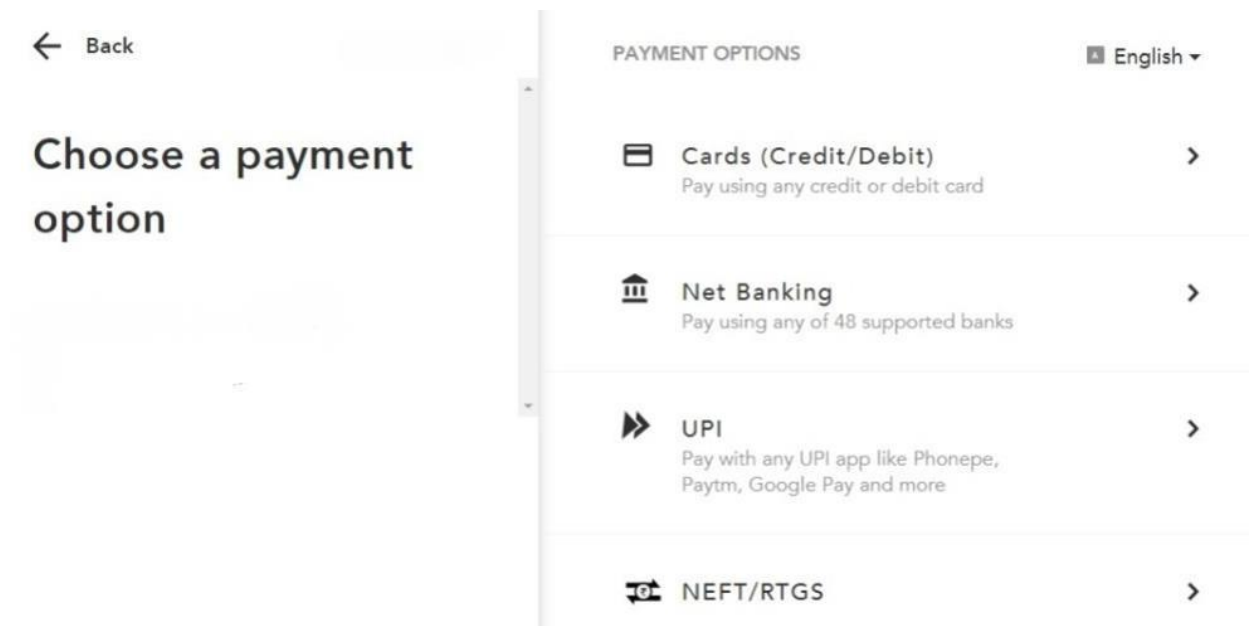 Back
Choose a payment
option
PAYMENT OPTIONS
English
Cards (Credit/Debit)
Pay using any credit or debit card
Net Banking
Pay using any of 48 supported banks
UPI
Pay with any UPI app like Phonepe,
Paytm, Google Pay and more
NEFT/RTGS